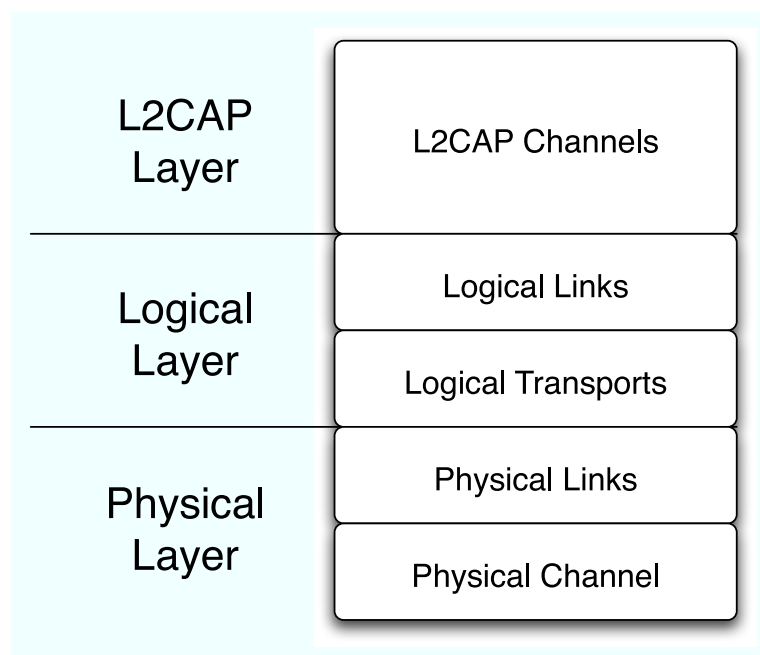 L2CAP
Layer
L2CAP Channels
Logical
Layer
Logical Links
Logical Transports
Physical
Layer
Physical Links
Physical Channel